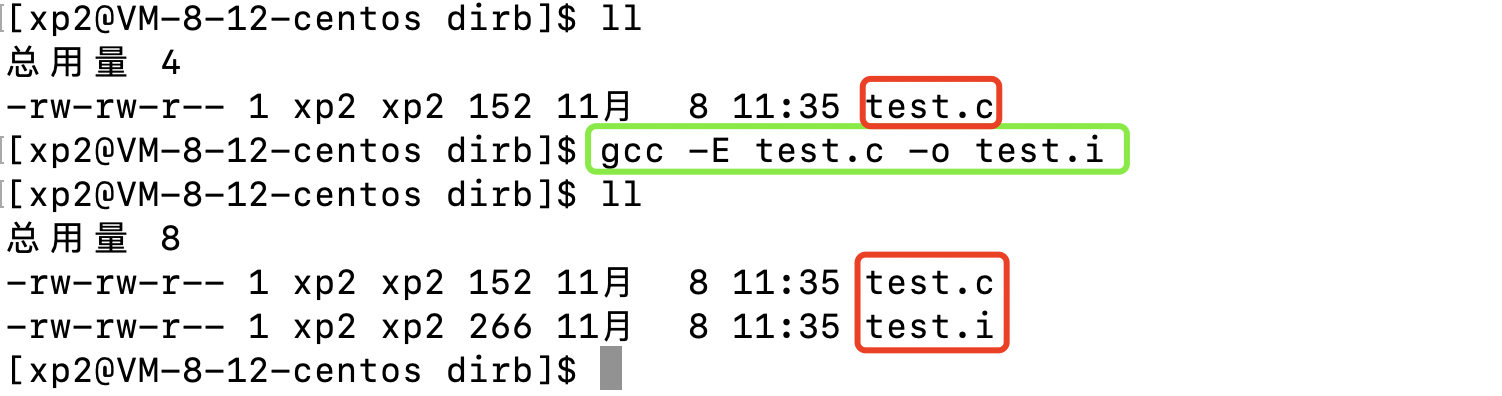 [xp2@VM-8-12-centos dirb]$ ll
总用量 4
-rw-rw-r-- 1 xp2 xp2 152 11月  8 11:35 test.c
[xp2@VM-8-12-centos dirb]$ gcc -E test.c -o test.i
[xp2@VM-8-12-centos dirb]$ ll
总用量 8
-rw-rw-r-- 1 xp2 xp2 152 11月  8 11:35 test.c
-rw-rw-r-- 1 xp2 xp2 266 11月  8 11:35 test.i
[xp2@VM-8-12-centos dirb]$